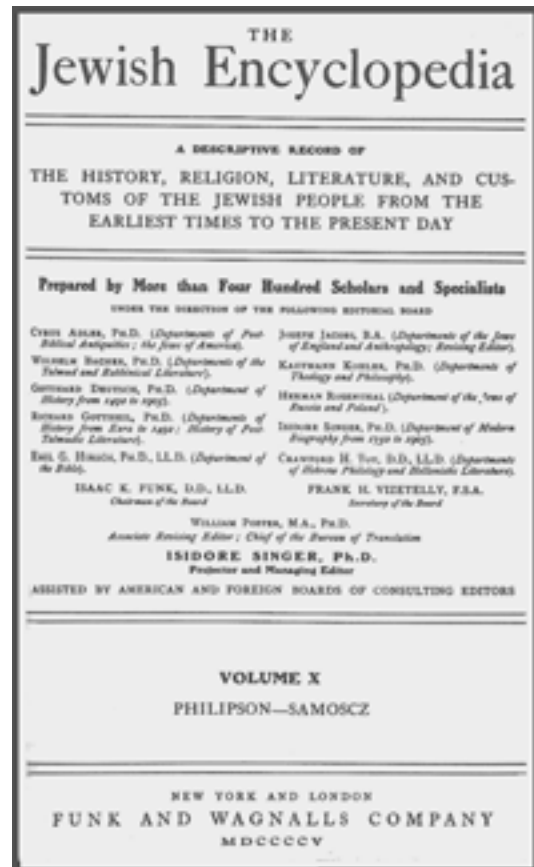 THE
Jewish Encyclopedia
A DESCRIPTIVE RECORD OF
THE HISTORY, RELIGION, LITERATURE, AND CUS-
TOMS OF THE JEWISH PEOPLE FROM THE
EARLIEST TIMES TO THE PRESENT DAY
Prepared by More than Four Hundred Scholars and Specialists
UNDER THE DIRECTION OF THE FOLLOWING EDITORIAL BOARD
CYRUS ADLER, PH.D. (Departments of Post-
Biblical Antiquities; the Jews of America).
WILHELM BACHER, PH.D. (Departments of the
Talmud and Rabbinical Literature).
GOTTHARD DEUTSCH, PH.D. (Department of
History from 1492 to 1905).
RICHARD GOTTHEIL, PH.D. (Departments of
History from Ezra to 1492; History of Post-
Talmudic Literature).
EMIL G. HIRSCH, PH.D., LL.D. (Department of
the Bible).
JOSEPH JACOBS, B.A. (Departments of the Jews
of England and Anthropology; Revising Editor).
KAUFMANN KOHLER, PH.D. (Departments of
Theology and Philosophy).
HERMAN ROSENTHAL (Department of the Jews of
Russia and Poland).
ISIDORE SINGER, PH.D. (Department of Modern
Biography from 1750 to 1905).
CRAWFORD H. TOY, D.D., LL.D. (Departments
of Hebrew Philology and Hellenistic Literature).
ISAAC K. FUNK, D.D., LL.D.
Chairman of the Board
FRANK H. VIZETELLY, F.S.A.
Secretary of the Board
WILLIAM POPPER, M.A., PH.D.
Associate Revising Editor; Chief of the Bureau of Translation
ISIDORE SINGER, Ph.D.
Projector and Managing Editor
ASSISTED BY AMERICAN AND FOREIGN BOARDS OF CONSULTING EDITORS
VOLUME X
PHILIPSON—SAMOSCZ
NEW YORK AND LONDON
FUNK AND WAGNALLS COMPANY
MDCCCCV